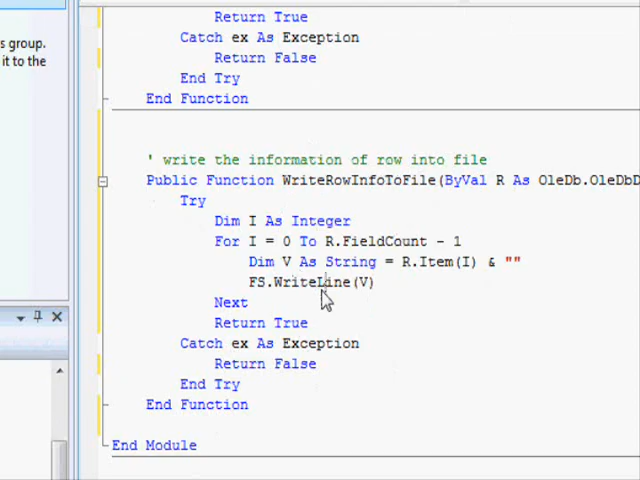 s group.
it to the
Return True
Catch ex As Exception
Return False
End Try
End Function
' write the information of row into file
Public Function WriteRowInfoToFile(ByVal R As OleDb.OleDbD
Try
Dim I As Integer
For I = 0 To R.FieldCount - 1
Dim V As String = R.Item(I) & ""
FS.WriteLine(V)
Next
Return True
Catch ex As Exception
Return False
End Try
End Function
End Module